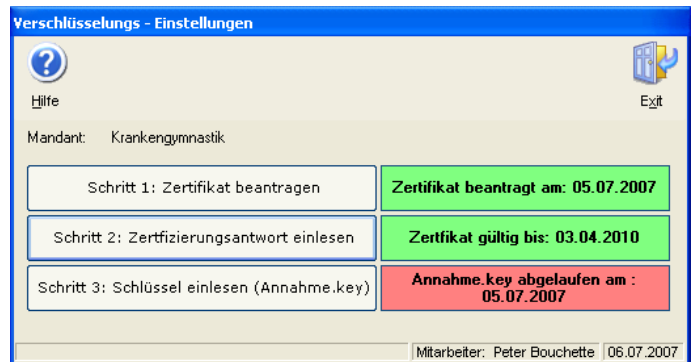 Verschlüsselungs - Einstellungen
Hilfe
Exit
Mandant: Krankengymnastik
Schritt 1: Zertifikat beantragen
Zertifikat beantragt am: 05.07.2007
Schritt 2: Zertfizierungsantwort einlesen
Zertfikat gültig bis: 03.04.2010
Schritt 3: Schlüssel einlesen (Annahme.key)
Annahme.key abgelaufen am :
05.07.2007
Mitarbeiter: Peter Bouchette 06.07.2007